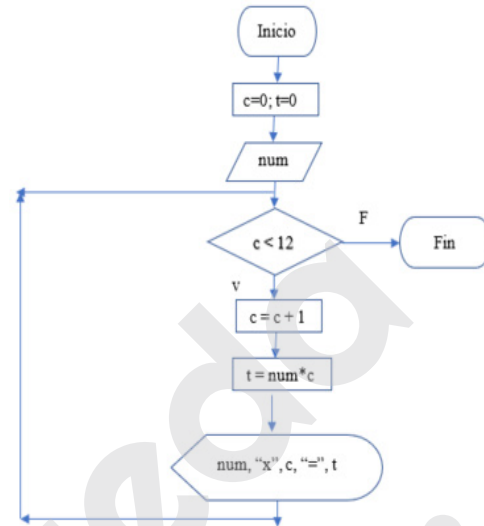 Inicio
c=0; t=0
num
c < 12
F
Fin
v
c = c + 1
t = num*c
num, “x”, c, “=”, t